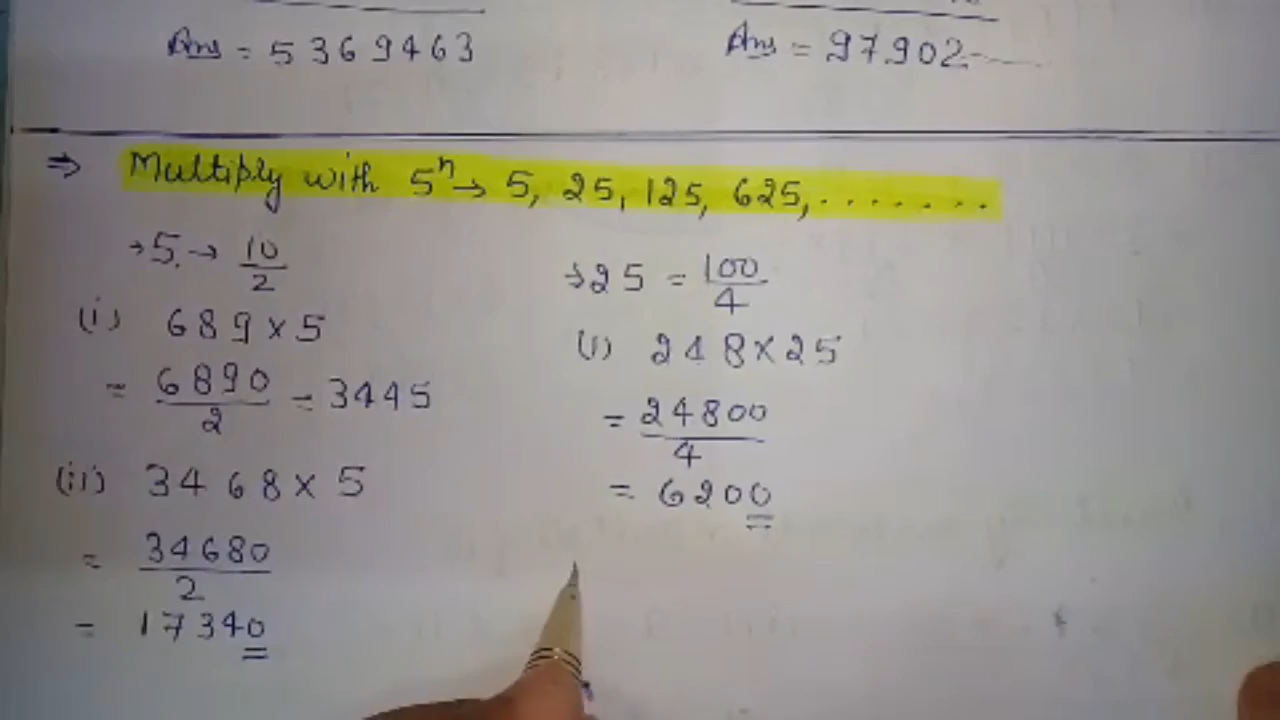 Ans = 5369463
Ans = 97902
⇒ Multiply with 5ⁿ → 5, 25, 125, 625, ........
→ 5 → 10/2
(i) 689 × 5
= 6890/2 = 3445
(ii) 3468 × 5
= 34680/2
= 17340
→ 25 = 100/4
(i) 248 × 25
= 24800/4
= 6200